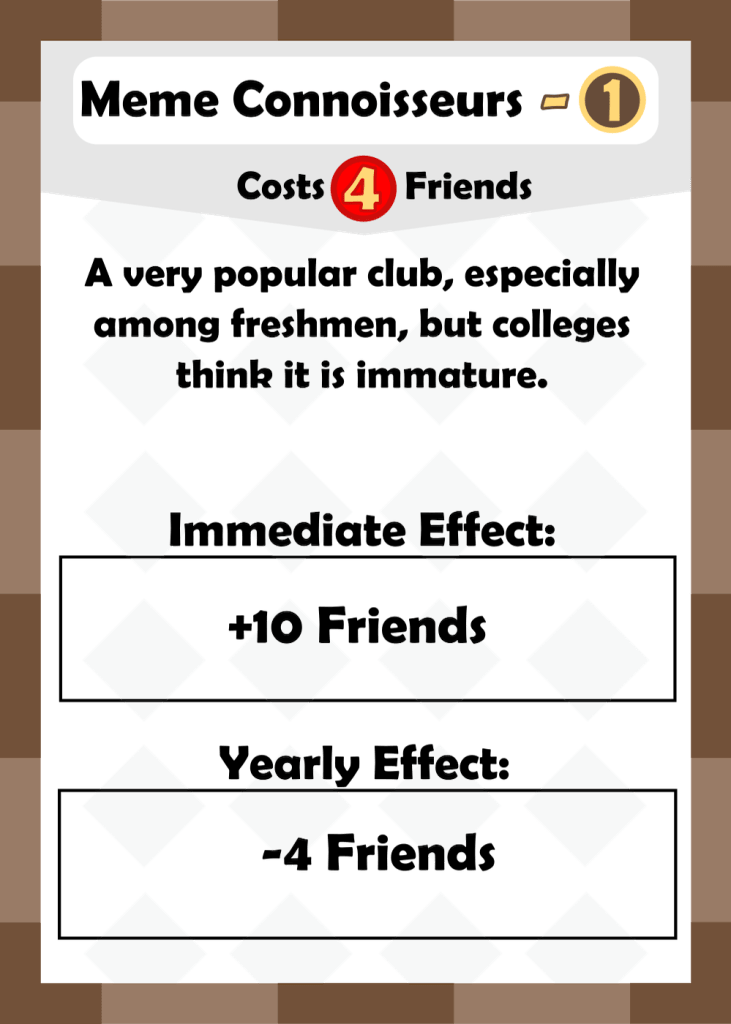 Meme Connoisseurs - 1
Costs 4 Friends
A very popular club, especially
among freshmen, but colleges
think it is immature.
Immediate Effect:
+10 Friends
Yearly Effect:
-4 Friends